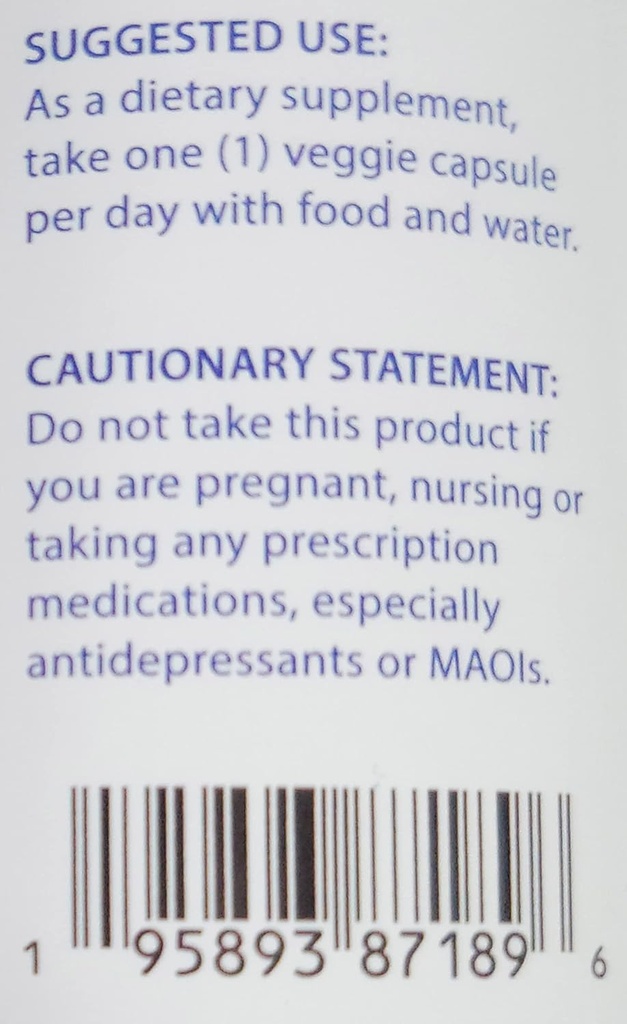 SUGGESTED USE:
As a dietary supplement,
take one (1) veggie capsule
per day with food and water.
CAUTIONARY STATEMENT:
Do not take this product if
you are pregnant, nursing or
taking any prescription
medications, especially
antidepressants or MAOIs.
1 95893 87189 6